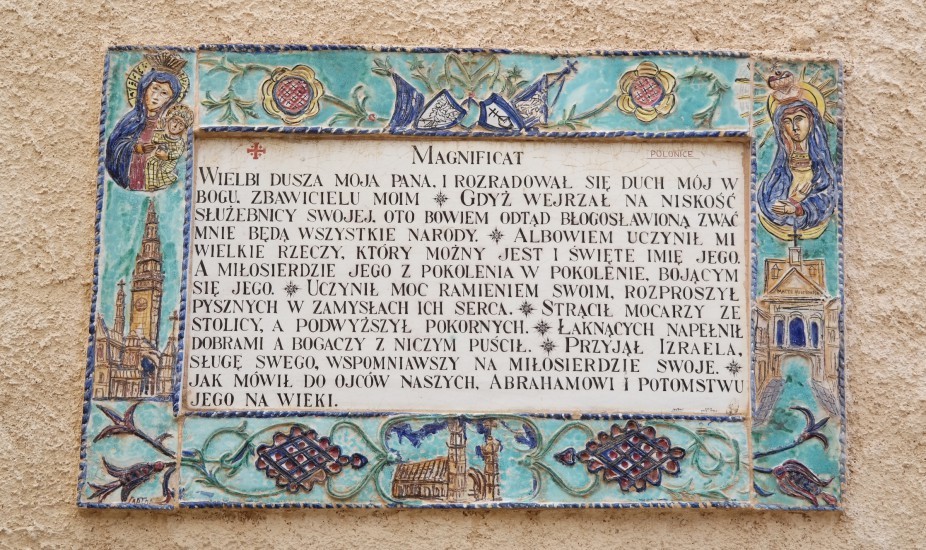 MAGNIFICAT
POLONICE
WIELBI DUSZA MOJA PANA, I ROZRADOWAŁ SIĘ DUCH MÓJ W
BOGU, ZBAWICIELU MOIM ✴ GDYŻ WEJRZAŁ NA NISKOŚĆ
SŁUŻEBNICY SWOJEJ, OTO BOWIEM ODTĄD BŁOGOSŁAWIONĄ ZWAĆ
MNIE BĘDĄ WSZYSTKIE NARODY. ✴ ALBOWIEM UCZYNIŁ MI
WIELKIE RZECZY, KTÓRY MOŻNY JEST I ŚWIĘTE IMIĘ JEGO.
A MIŁOSIERDZIE JEGO Z POKOLENIA W POKOLENIE, BOJĄCYM
SIĘ JEGO. ✴ UCZYNIŁ MOC RAMIENIEM SWOIM, ROZPROSZYŁ
PYSZNYCH W ZAMYSŁACH ICH SERCA. ✴ STRĄCIŁ MOCARZY ZE
STOLICY, A PODWYŻSZYŁ POKORNYCH. ✴ ŁAKNĄCYCH NAPEŁNIŁ
DOBRAMI A BOGACZY Z NICZYM PUŚCIŁ. ✴ PRZYJĄŁ IZRAELA,
SŁUGĘ SWEGO, WSPOMNIAWSZY NA MIŁOSIERDZIE SWOJE. ✴
JAK MÓWIŁ DO OJCÓW NASZYCH, ABRAHAMOWI I POTOMSTWU
JEGO NA WIEKI.